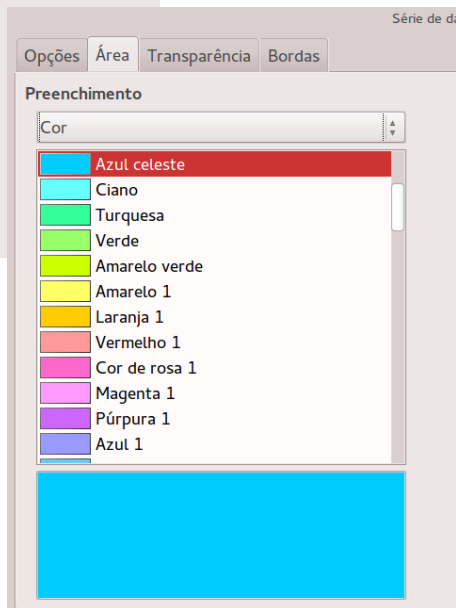 Série de da
Opções Área Transparência Bordas
Preenchimento
Cor
Azul celeste
Ciano
Turquesa
Verde
Amarelo verde
Amarelo 1
Laranja 1
Vermelho 1
Cor de rosa 1
Magenta 1
Púrpura 1
Azul 1